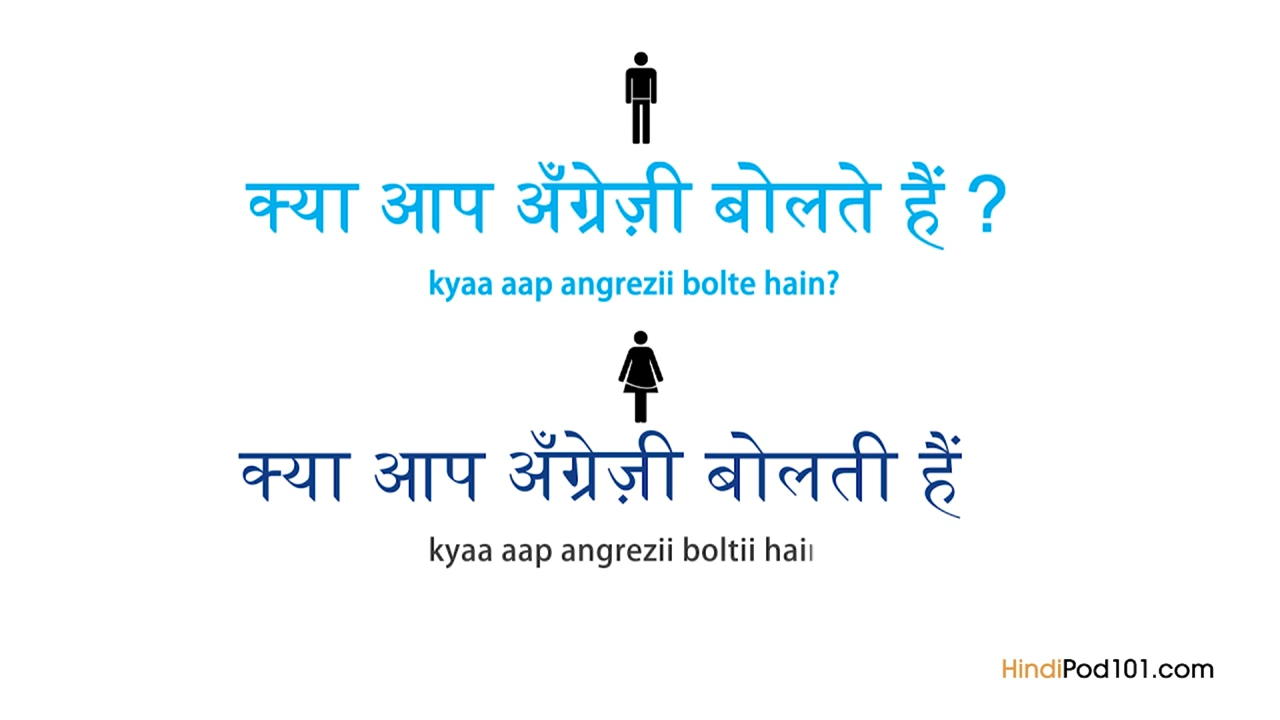 क्या आप अँग्रेज़ी बोलते हैं ?
kyaa aap angrezii bolte hain?
क्या आप अँग्रेज़ी बोलती हैं
kyaa aap angrezii boltii hai
HindiPod101.com